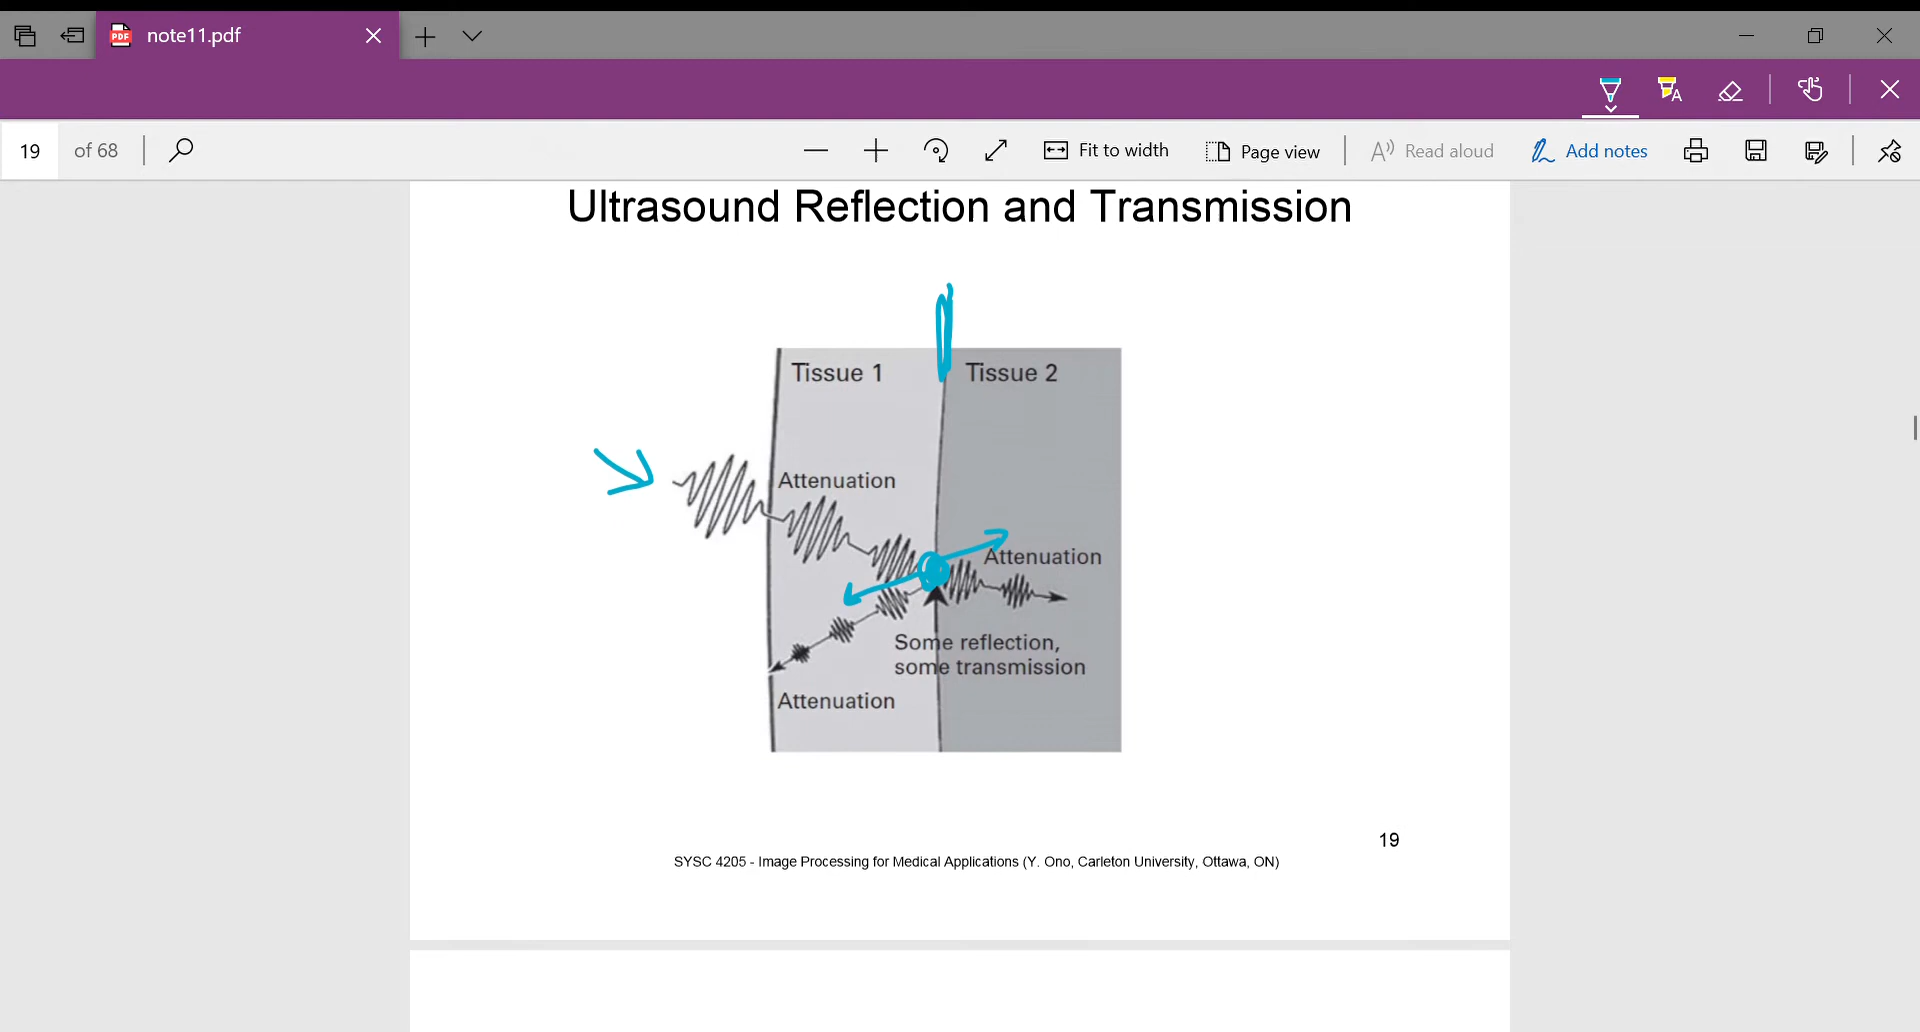 note11.pdf
19 of 68
Fit to width
Page view
Read aloud
Add notes
Ultrasound Reflection and Transmission
Tissue 1
Tissue 2
Attenuation
Attenuation
Some reflection,
some transmission
Attenuation
19
SYSC 4205 - Image Processing for Medical Applications (Y. Ono, Carleton University, Ottawa, ON)